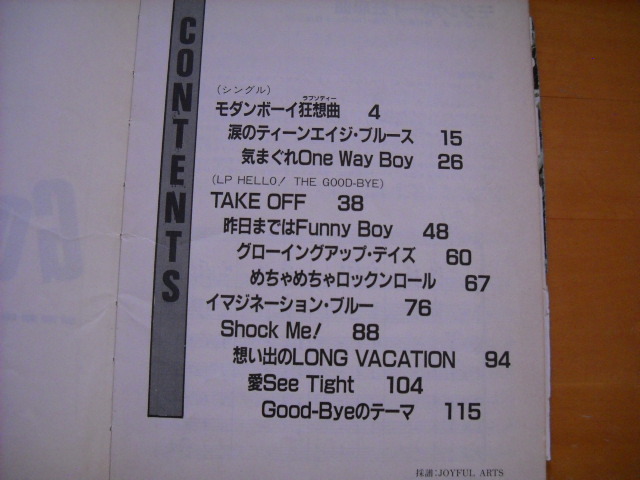 CONTENTS
(シングル)
ラプソディー
モダンボーイ狂想曲 4
涙のティーンエイジ・ブルース 15
気まぐれOne Way Boy 26
(LP HELLO! THE GOOD-BYE)
TAKE OFF 38
昨日まではFunny Boy 48
グローイングアップ・デイズ 60
めちゃめちゃロックンロール 67
イマジネーション・ブルー 76
Shock Me! 88
想い出のLONG VACATION 94
愛See Tight 104
Good-Byeのテーマ 115
採譜:JOYFUL ARTS